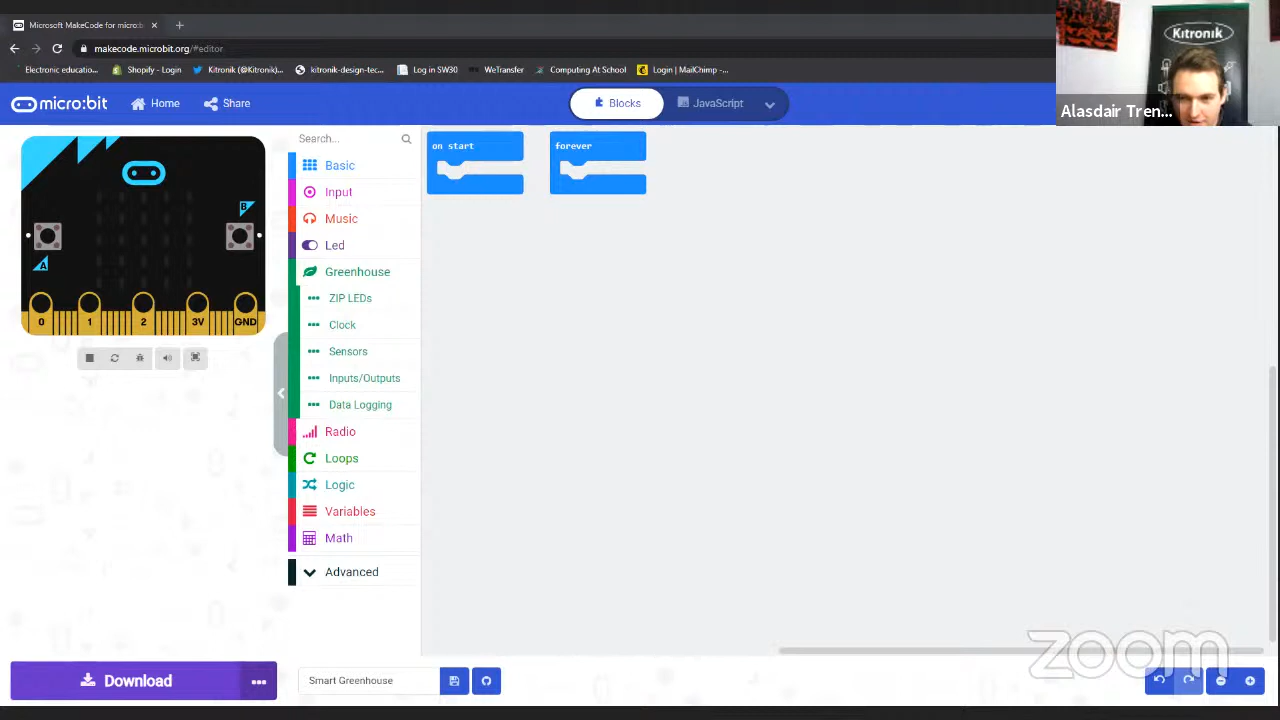 Microsoft MakeCode for micro:b
makecode.microbit.org/#editor
Electronic educatio...
Shopify - Login
Kitronik (@Kitronik)...
kitronik-design-tec...
Log in SW30
WeTransfer
Computing At School
Login | MailChimp -...
Kitronik
Alasdair Tren...
micro:bit
Home
Share
Blocks
JavaScript
Search...
Basic
Input
Music
Led
Greenhouse
ZIP LEDs
Clock
Sensors
Inputs/Outputs
Data Logging
Radio
Loops
Logic
Variables
Math
Advanced
on start
forever
B
A
0 1 2 3V GND
Download
Smart Greenhouse
zoom